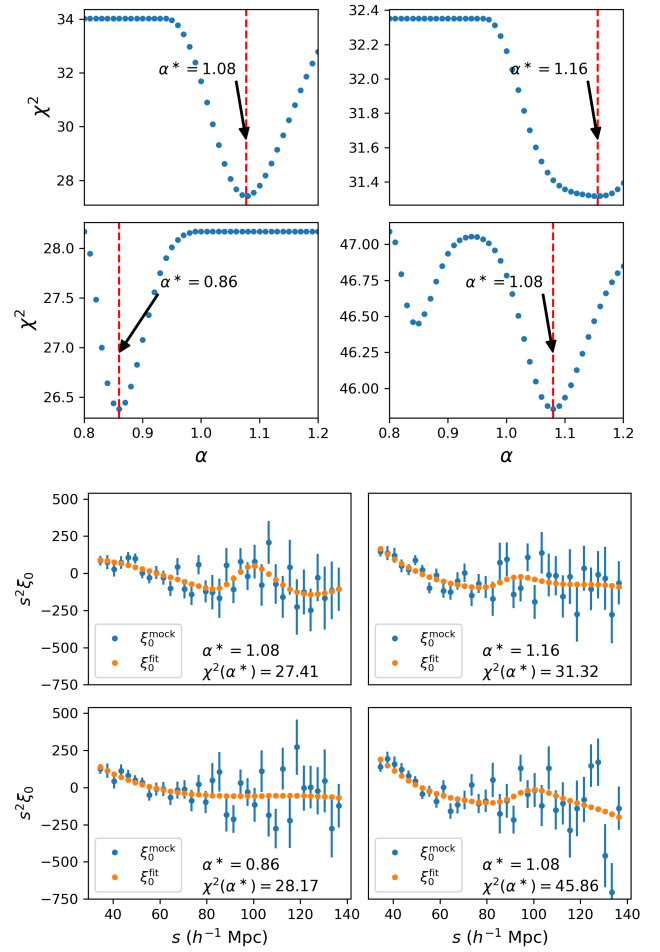 34
32
30
28
χ²
α* = 1.08
32.4
32.2
32.0
31.8
31.6
31.4
α* = 1.16
28.0
27.5
27.0
26.5
χ²
α* = 0.86
0.8 0.9 1.0 1.1 1.2
α
47.00
46.75
46.50
46.25
46.00
α* = 1.08
0.8 0.9 1.0 1.1 1.2
α
500
250
0
−250
−500
−750
s²ξ₀
ξ₀^mock
ξ₀^fit
α* = 1.08
χ²(α*) = 27.41
ξ₀^mock
ξ₀^fit
α* = 1.16
χ²(α*) = 31.32
500
250
0
−250
−500
−750
s²ξ₀
ξ₀^mock
ξ₀^fit
α* = 0.86
χ²(α*) = 28.17
40 60 80 100 120 140
s (h⁻¹ Mpc)
ξ₀^mock
ξ₀^fit
α* = 1.08
χ²(α*) = 45.86
40 60 80 100 120 140
s (h⁻¹ Mpc)